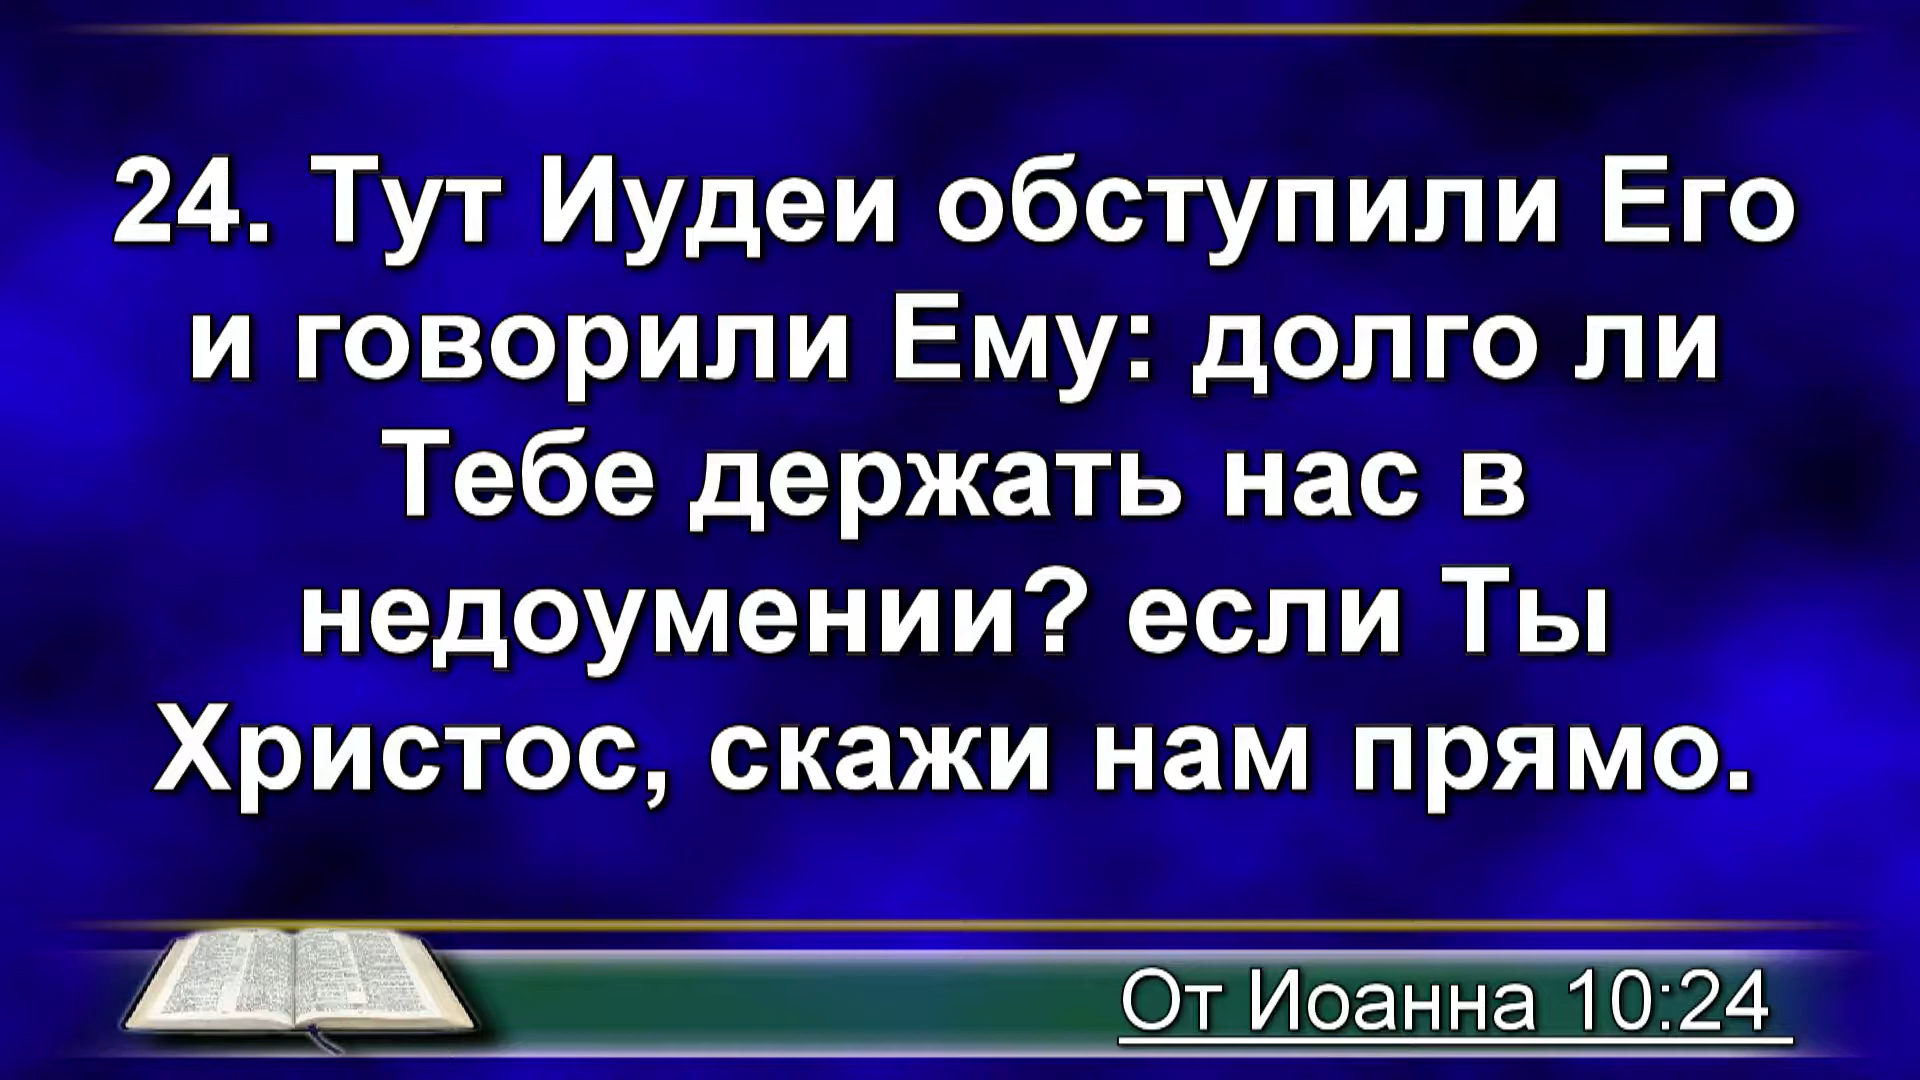 24. Тут Иудеи обступили Его
и говорили Ему: долго ли
Тебе держать нас в
недоумении? если Ты
Христос, скажи нам прямо.
От Иоанна 10:24